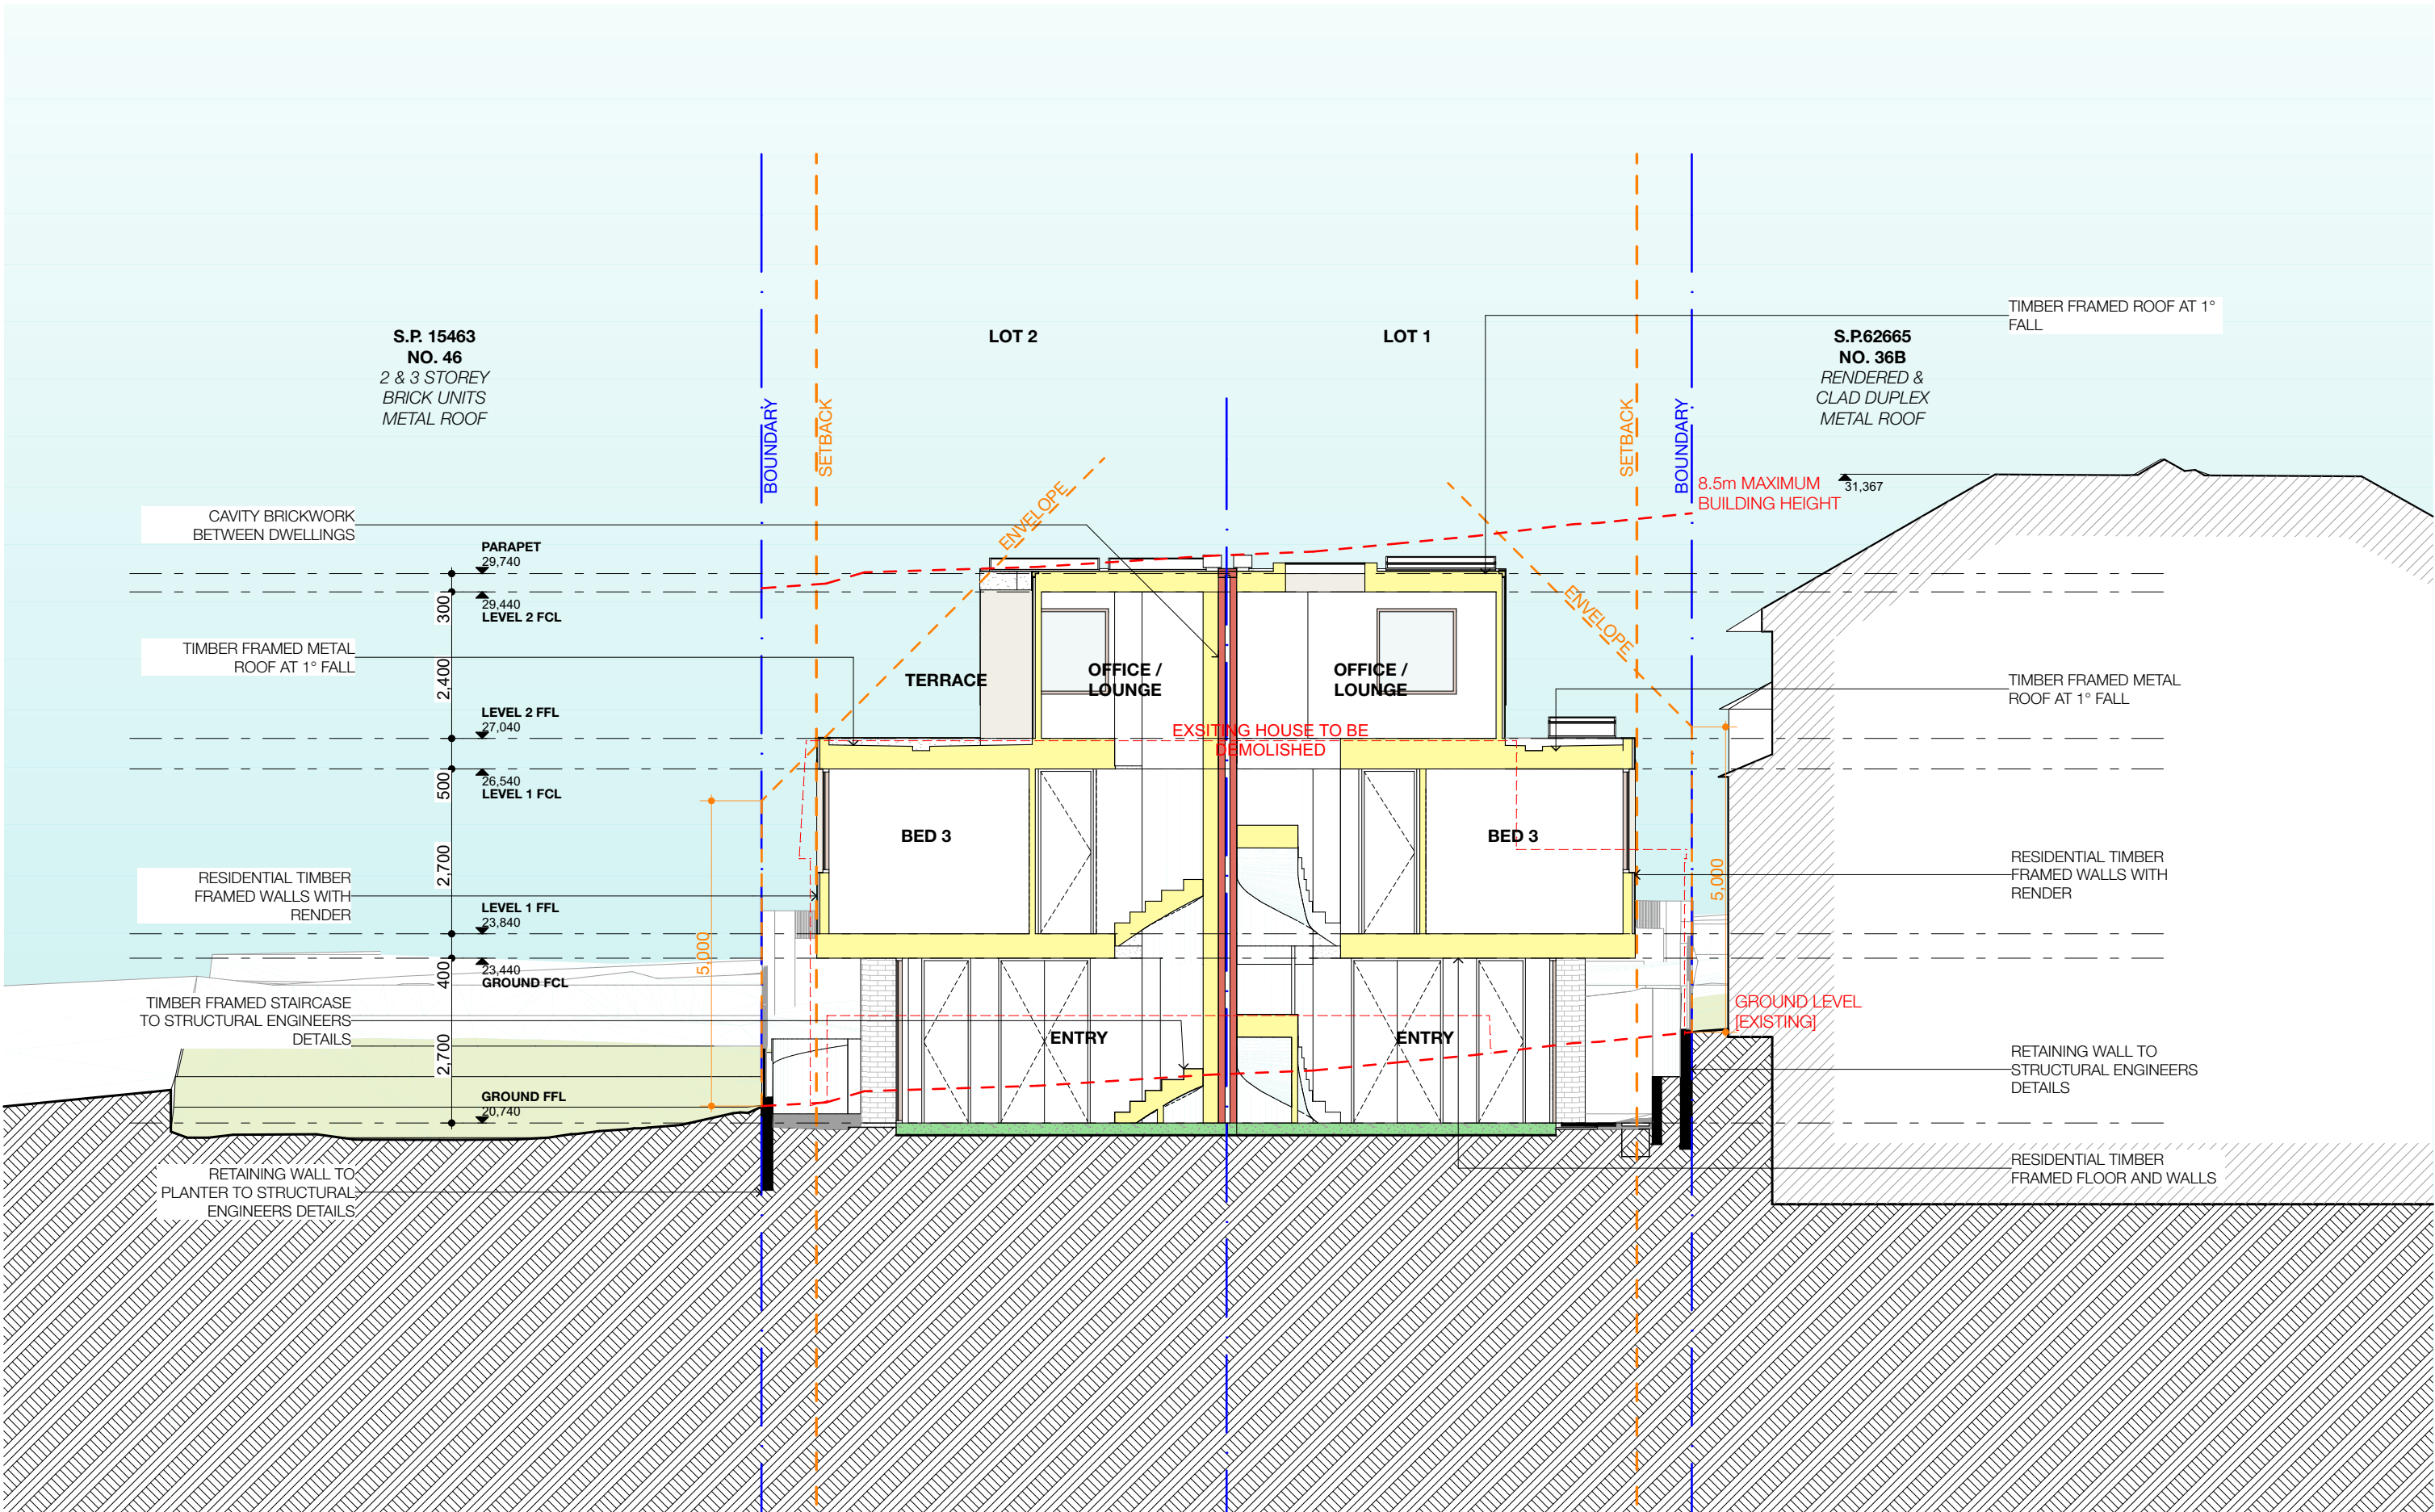 S.P. 15463
NO. 46
2 & 3 STOREY
BRICK UNITS
METAL ROOF
LOT 2
LOT 1
S.P.62665
NO. 36B
RENDERED &
CLAD DUPLEX
METAL ROOF
TIMBER FRAMED ROOF AT 1°
FALL
BOUNDARY
SETBACK
SETBACK
BOUNDARY
ENVELOPE
ENVELOPE
8.5m MAXIMUM
BUILDING HEIGHT
31,367
CAVITY BRICKWORK
BETWEEN DWELLINGS
PARAPET
29,740
300
29,440
LEVEL 2 FCL
TIMBER FRAMED METAL
ROOF AT 1° FALL
2,400
TERRACE
OFFICE /
LOUNGE
OFFICE /
LOUNGE
TIMBER FRAMED METAL
ROOF AT 1° FALL
LEVEL 2 FFL
27,040
EXSITING HOUSE TO BE
DEMOLISHED
500
26,540
LEVEL 1 FCL
BED 3
BED 3
2,700
RESIDENTIAL TIMBER
FRAMED WALLS WITH
RENDER
5,000
RESIDENTIAL TIMBER
FRAMED WALLS WITH
RENDER
LEVEL 1 FFL
23,840
5,000
400
23,440
GROUND FCL
TIMBER FRAMED STAIRCASE
TO STRUCTURAL ENGINEERS
DETAILS
GROUND LEVEL
[EXISTING]
2,700
ENTRY
ENTRY
RETAINING WALL TO
STRUCTURAL ENGINEERS
DETAILS
GROUND FFL
20,740
RETAINING WALL TO
PLANTER TO STRUCTURAL
ENGINEERS DETAILS
RESIDENTIAL TIMBER
FRAMED FLOOR AND WALLS